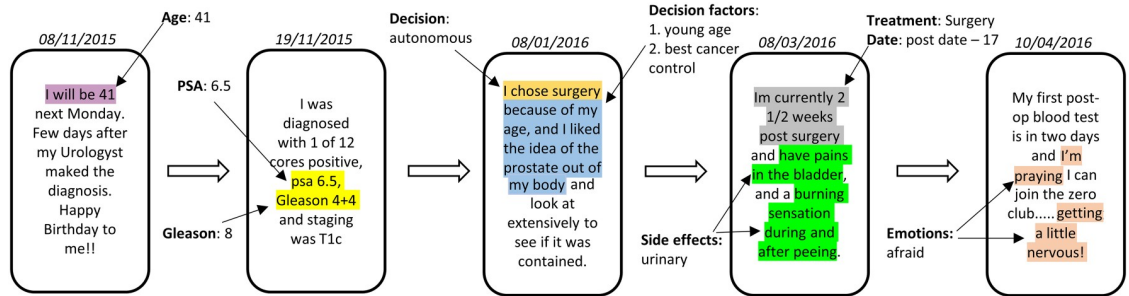 Age: 41
08/11/2015
I will be 41
next Monday.
Few days after
my Urologyst
made the
diagnosis.
Happy
Birthday to
me!!
19/11/2015
PSA: 6.5
I was
diagnosed
with 1 of 12
cores positive,
psa 6.5,
Gleason 4+4
and staging
was T1c
Gleason: 8
Decision:
autonomous
08/01/2016
I chose surgery
because of my
age, and I liked
the idea of the
prostate out of
my body and
look at
extensively to
see if it was
contained.
Decision factors:
1. young age
2. best cancer
control
Treatment: Surgery
Date: post date – 17
08/03/2016
Im currently 2
1/2 weeks
post surgery
and have pains
in the bladder,
and a burning
sensation
during and
after peeing.
Side effects:
urinary
10/04/2016
My first post-
op blood test
is in two days
and I'm
praying I can
join the zero
club..... getting
a little
nervous!
Emotions:
afraid